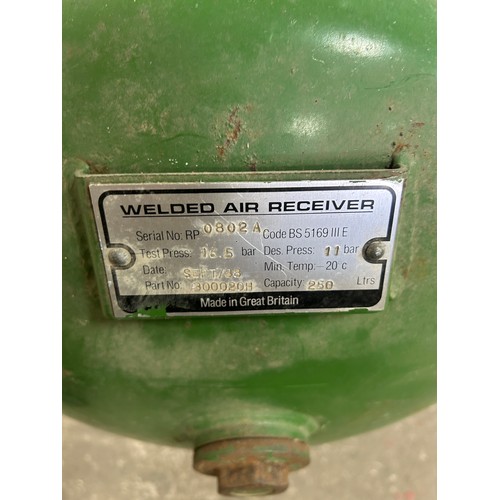 WELDED AIR RECEIVER
Serial No: RP 0802A Code BS 5169 III E
Test Press: 16.5 bar Des. Press: 11 bar
Date: Min. Temp: -20 c
Part No: Capacity 250 Ltrs
Made in Great Britain